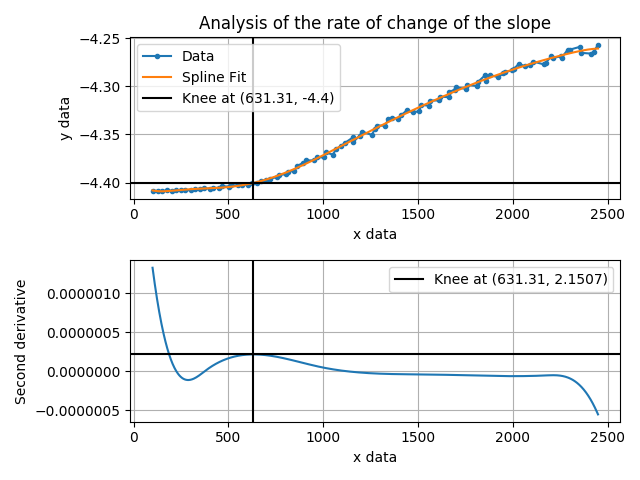 Analysis of the rate of change of the slope
−4.25
−4.30
−4.35
−4.40
y data
Data
Spline Fit
Knee at (631.31, -4.4)
0
500
1000
1500
2000
2500
x data
0.0000010
0.0000005
0.0000000
−0.0000005
Second derivative
Knee at (631.31, 2.1507)
0
500
1000
1500
2000
2500
x data